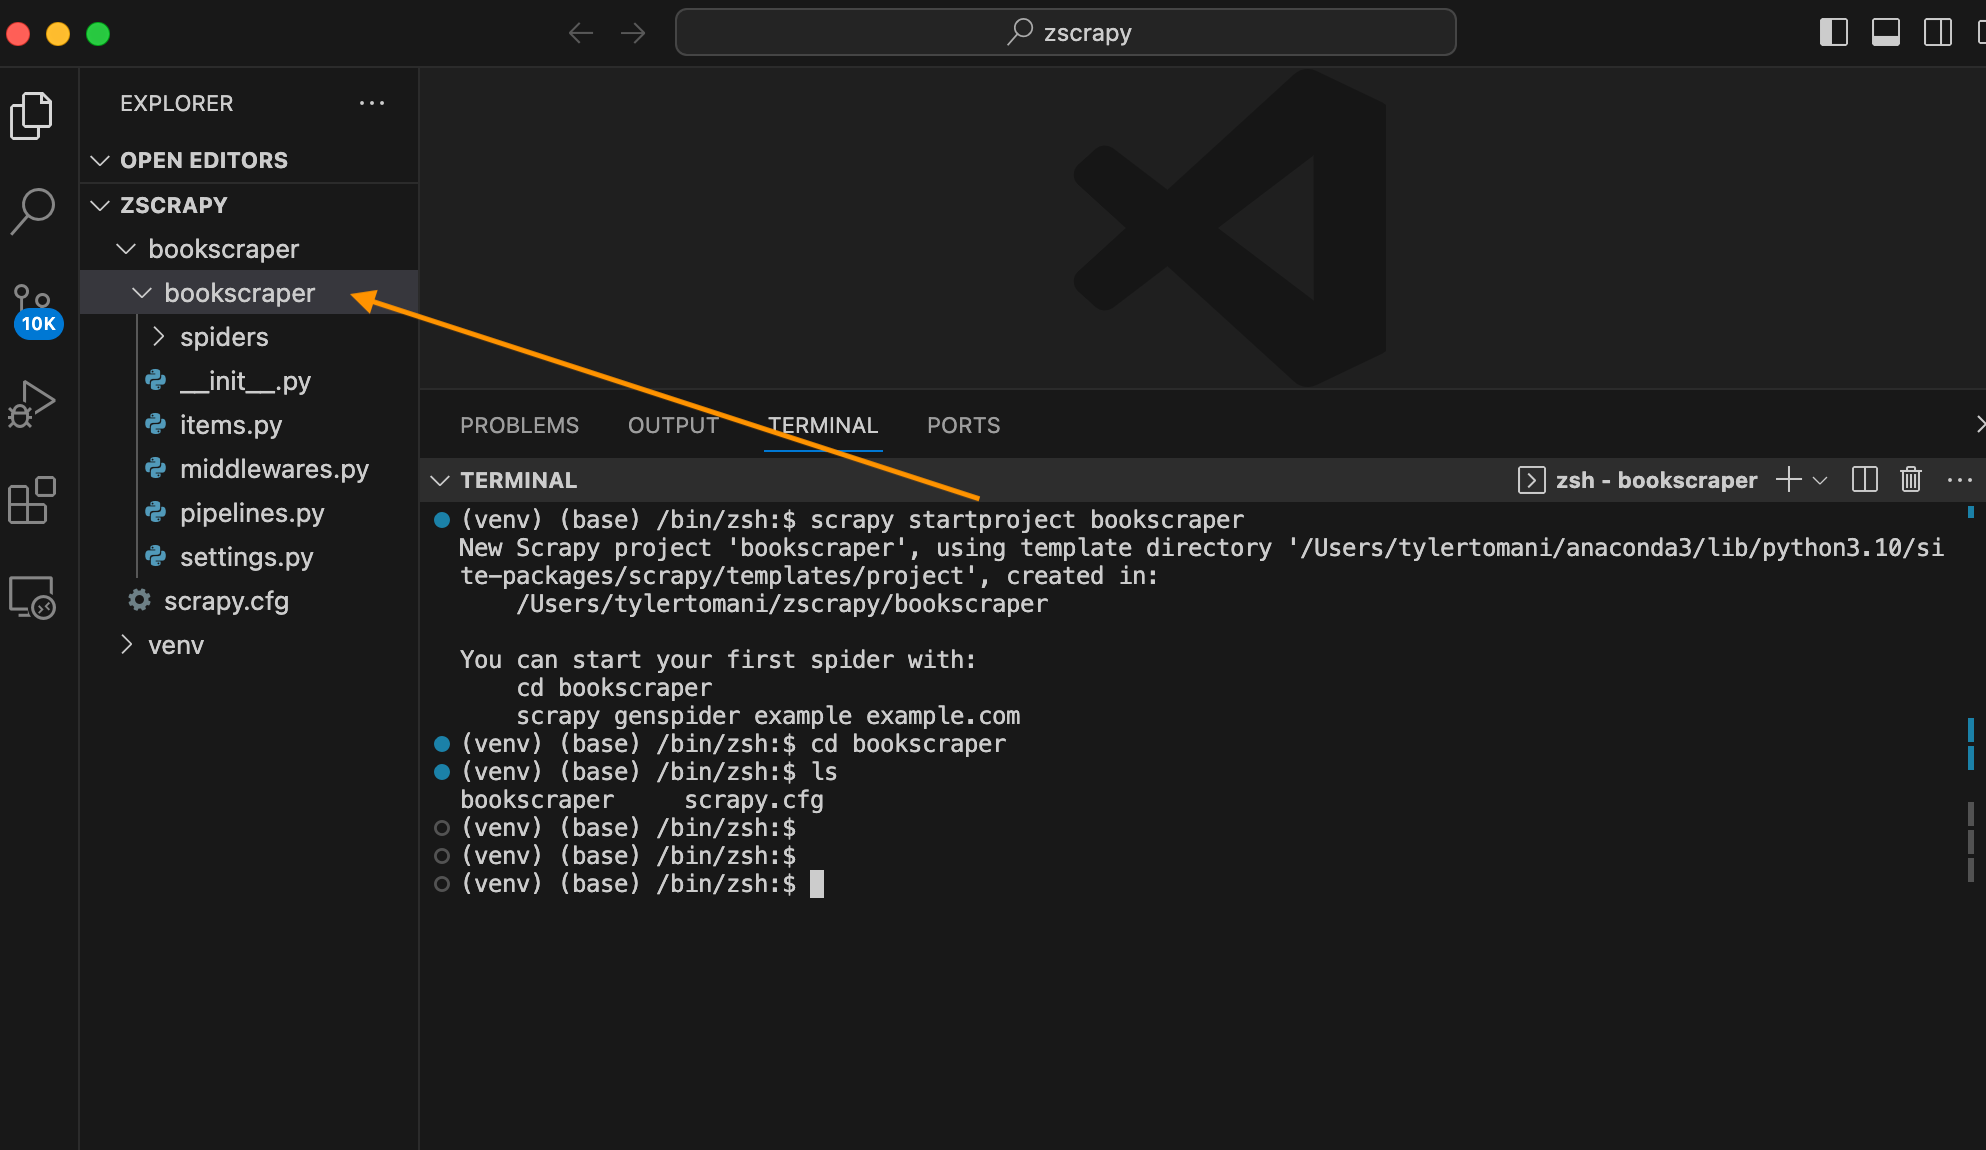 zscrapy
EXPLORER
OPEN EDITORS
ZSCRAPY
bookscraper
bookscraper
spiders
__init__.py
items.py
middlewares.py
pipelines.py
settings.py
scrapy.cfg
venv
10K
PROBLEMS OUTPUT TERMINAL PORTS
TERMINAL
zsh - bookscraper
(venv) (base) /bin/zsh:$ scrapy startproject bookscraper
New Scrapy project 'bookscraper', using template directory '/Users/tylertomani/anaconda3/lib/python3.10/si
te-packages/scrapy/templates/project', created in:
/Users/tylertomani/zscrapy/bookscraper
You can start your first spider with:
cd bookscraper
scrapy genspider example example.com
(venv) (base) /bin/zsh:$ cd bookscraper
(venv) (base) /bin/zsh:$ ls
bookscraper scrapy.cfg
(venv) (base) /bin/zsh:$
(venv) (base) /bin/zsh:$
(venv) (base) /bin/zsh:$